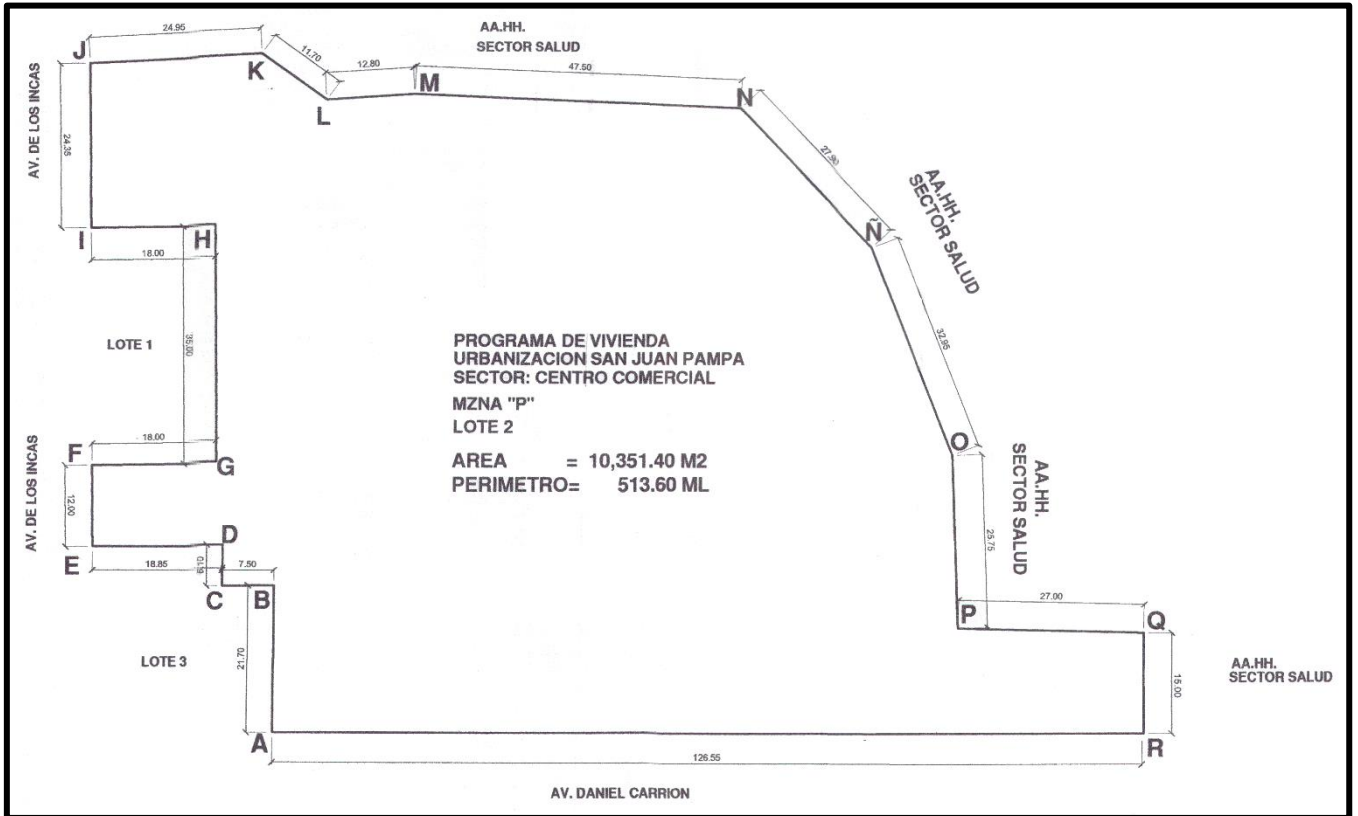 24.95
AA.HH.
SECTOR SALUD
J
K
11.70
12.80
M
47.50
N
L
AV. DE LOS INCAS
24.35
27.90
AA.HH.
SECTOR SALUD
Ñ
I
H
18.00
32.95
LOTE 1
35.00
PROGRAMA DE VIVIENDA
URBANIZACION SAN JUAN PAMPA
SECTOR: CENTRO COMERCIAL
MZNA "P"
LOTE 2
AREA = 10,351.40 M2
PERIMETRO= 513.60 ML
18.00
F
G
O
AA.HH.
SECTOR SALUD
AV. DE LOS INCAS
12.00
25.75
D
E
18.85
6.10
7.50
C
B
27.00
P
Q
LOTE 3
21.70
15.00
AA.HH.
SECTOR SALUD
A
R
126.55
AV. DANIEL CARRION